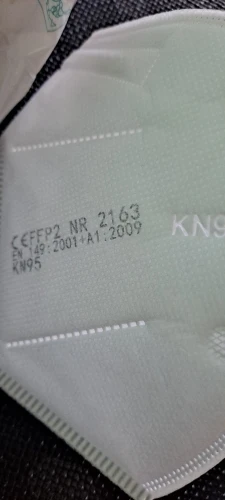 CEFFP2 NR 2163
EN 149:2001+A1:2009
KN95
KN9